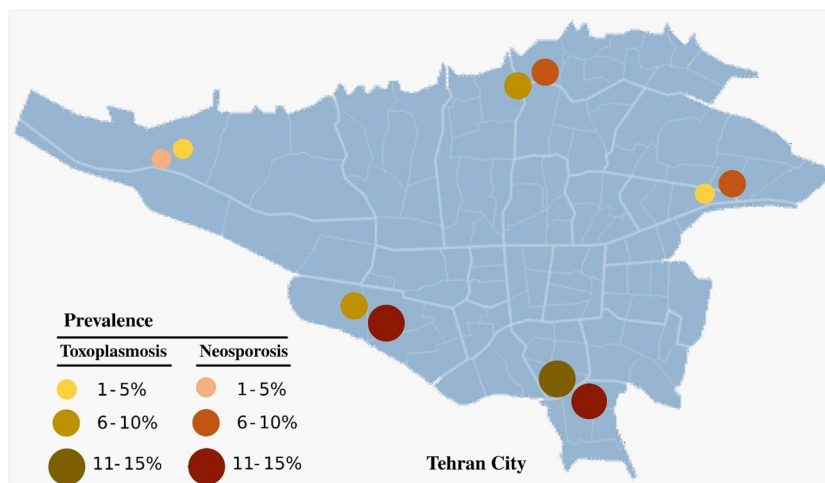 Prevalence
Toxoplasmosis Neosporosis
1-5% 1-5%
6-10% 6-10%
11-15% 11-15%
Tehran City